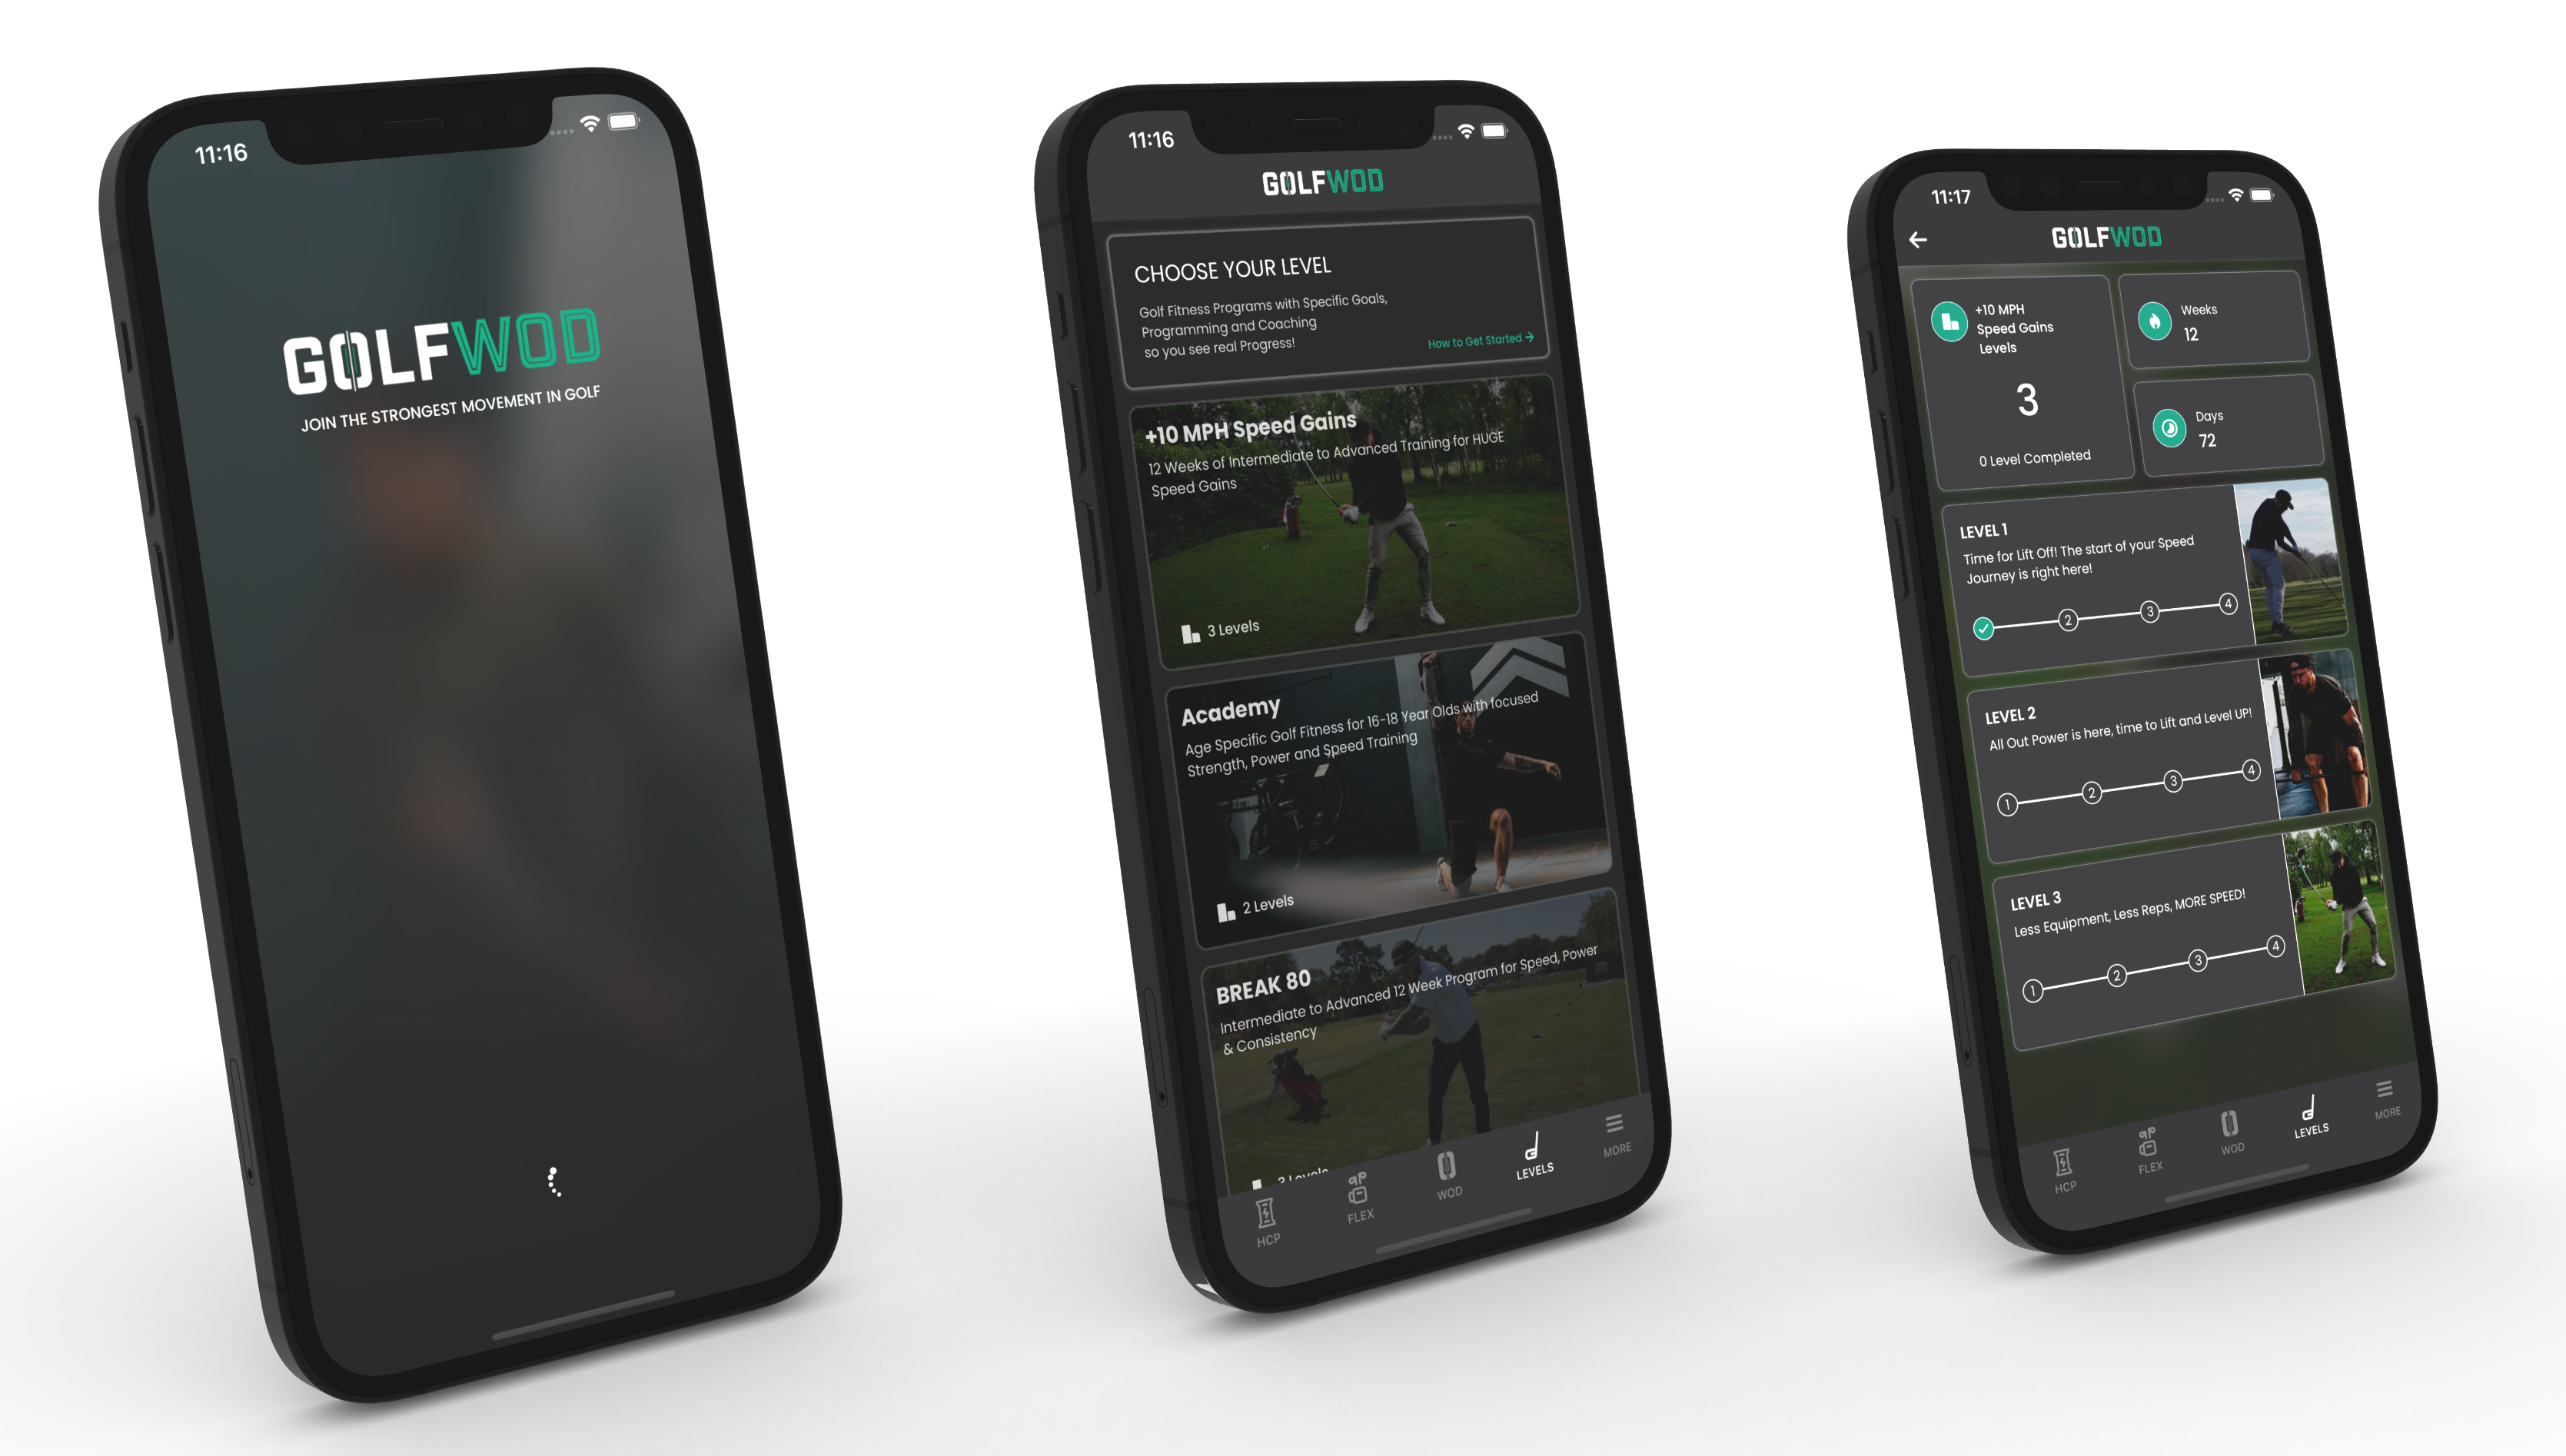 11:16
GOLFWOD
JOIN THE STRONGEST MOVEMENT IN GOLF
11:16
GOLFWOD
CHOOSE YOUR LEVEL
Golf Fitness Programs with Specific Goals,
Programming and Coaching
so you see real Progress!
How to Get Started →
+10 MPH Speed Gains
12 Weeks of Intermediate to Advanced Training for HUGE
Speed Gains
3 Levels
Academy
Age Specific Golf Fitness for 16-18 Year Olds with focused
Strength, Power and Speed Training
2 Levels
BREAK 80
Intermediate to Advanced 12 Week Program for Speed, Power
& Consistency
3 Levels
HCP
FLEX
WOD
LEVELS
MORE
11:17
GOLFWOD
+10 MPH
Speed Gains
Levels
3
0 Level Completed
Weeks
12
Days
72
LEVEL 1
Time for Lift Off! The start of your Speed
Journey is right here!
2 3 4
LEVEL 2
All Out Power is here, time to Lift and Level UP!
1 2 3 4
LEVEL 3
Less Equipment, Less Reps, MORE SPEED!
1 2 3 4
HCP
FLEX
WOD
LEVELS
MORE